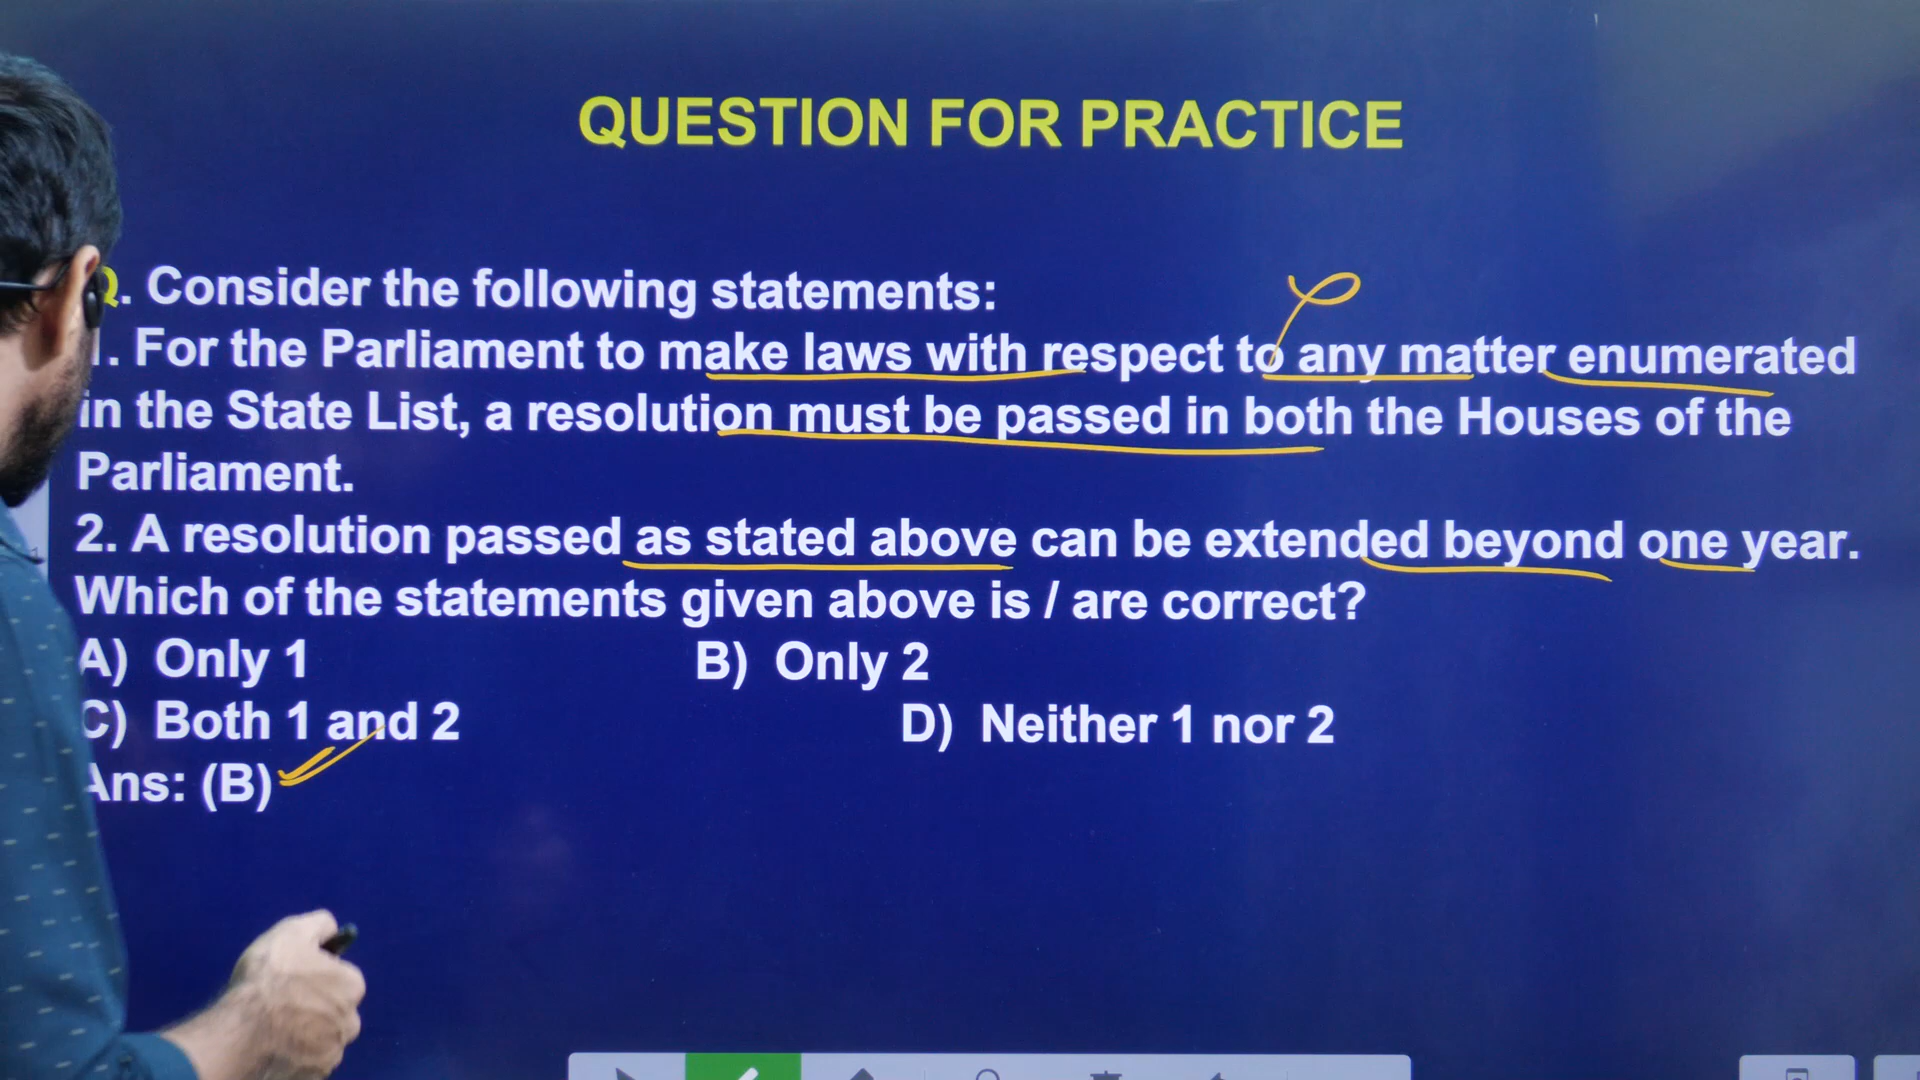 QUESTION FOR PRACTICE
Q. Consider the following statements:
1. For the Parliament to make laws with respect to any matter enumerated
in the State List, a resolution must be passed in both the Houses of the
Parliament.
2. A resolution passed as stated above can be extended beyond one year.
Which of the statements given above is / are correct?
A) Only 1 B) Only 2
C) Both 1 and 2 D) Neither 1 nor 2
Ans: (B)